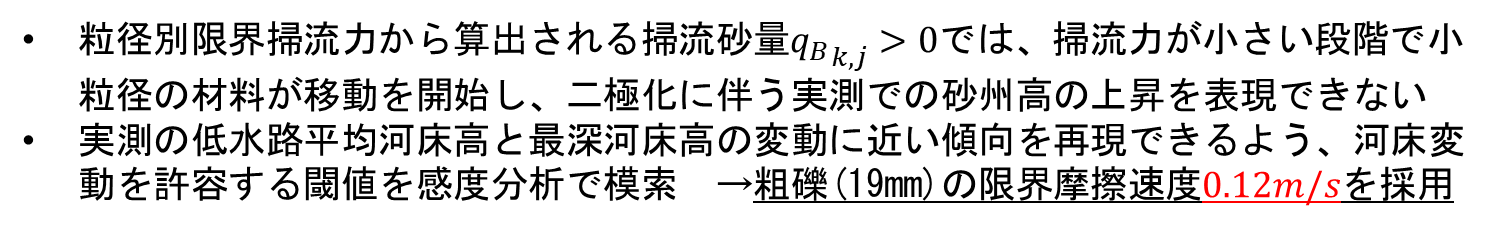 • 粒径別限界掃流力から算出される掃流砂量q_{B_{k,j}} > 0では、掃流力が小さい段階で小
粒径の材料が移動を開始し、二極化に伴う実測での砂州高の上昇を表現できない
• 実測の低水路平均河床高と最深河床高の変動に近い傾向を再現できるよう、河床変
動を許容する閾値を感度分析で模索　→粗礫(19mm)の限界摩擦速度0.12m/sを採用